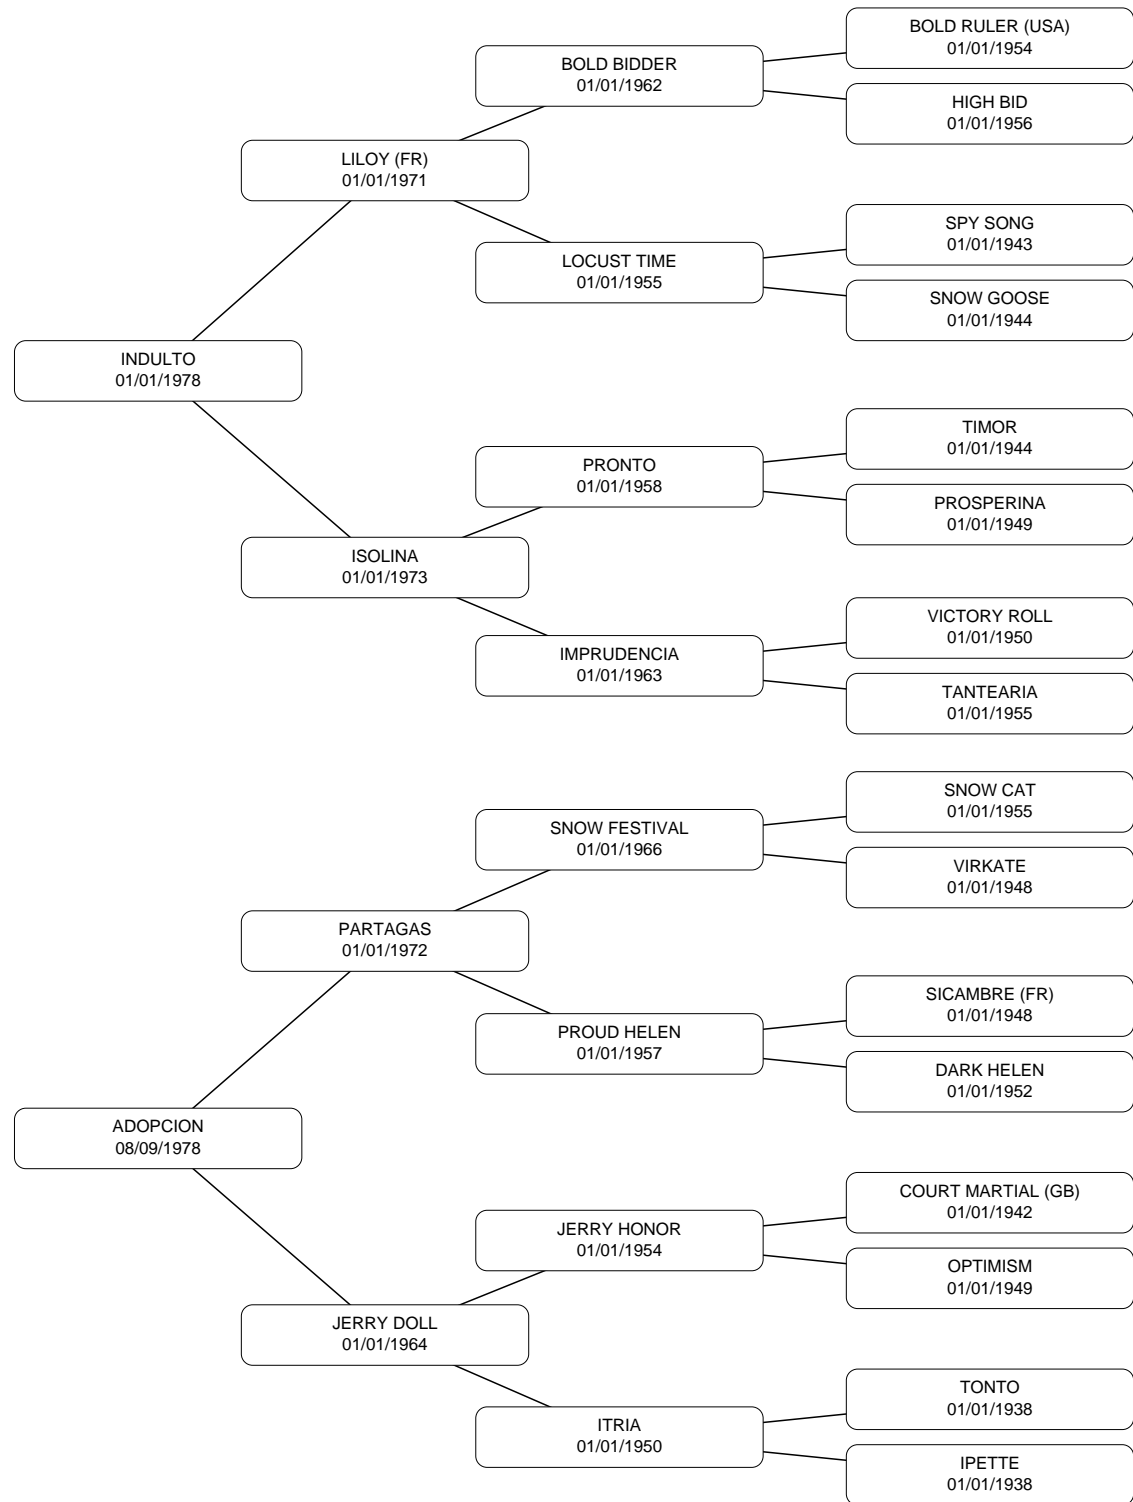 BOLD RULER (USA)
01/01/1954
BOLD BIDDER
01/01/1962
HIGH BID
01/01/1956
LILOY (FR)
01/01/1971
SPY SONG
01/01/1943
LOCUST TIME
01/01/1955
SNOW GOOSE
01/01/1944
INDULTO
01/01/1978
TIMOR
01/01/1944
PRONTO
01/01/1958
PROSPERINA
01/01/1949
ISOLINA
01/01/1973
VICTORY ROLL
01/01/1950
IMPRUDENCIA
01/01/1963
TANTEARIA
01/01/1955
SNOW CAT
01/01/1955
SNOW FESTIVAL
01/01/1966
VIRKATE
01/01/1948
PARTAGAS
01/01/1972
SICAMBRE (FR)
01/01/1948
PROUD HELEN
01/01/1957
DARK HELEN
01/01/1952
ADOPCION
08/09/1978
COURT MARTIAL (GB)
01/01/1942
JERRY HONOR
01/01/1954
OPTIMISM
01/01/1949
JERRY DOLL
01/01/1964
TONTO
01/01/1938
ITRIA
01/01/1950
IPETTE
01/01/1938